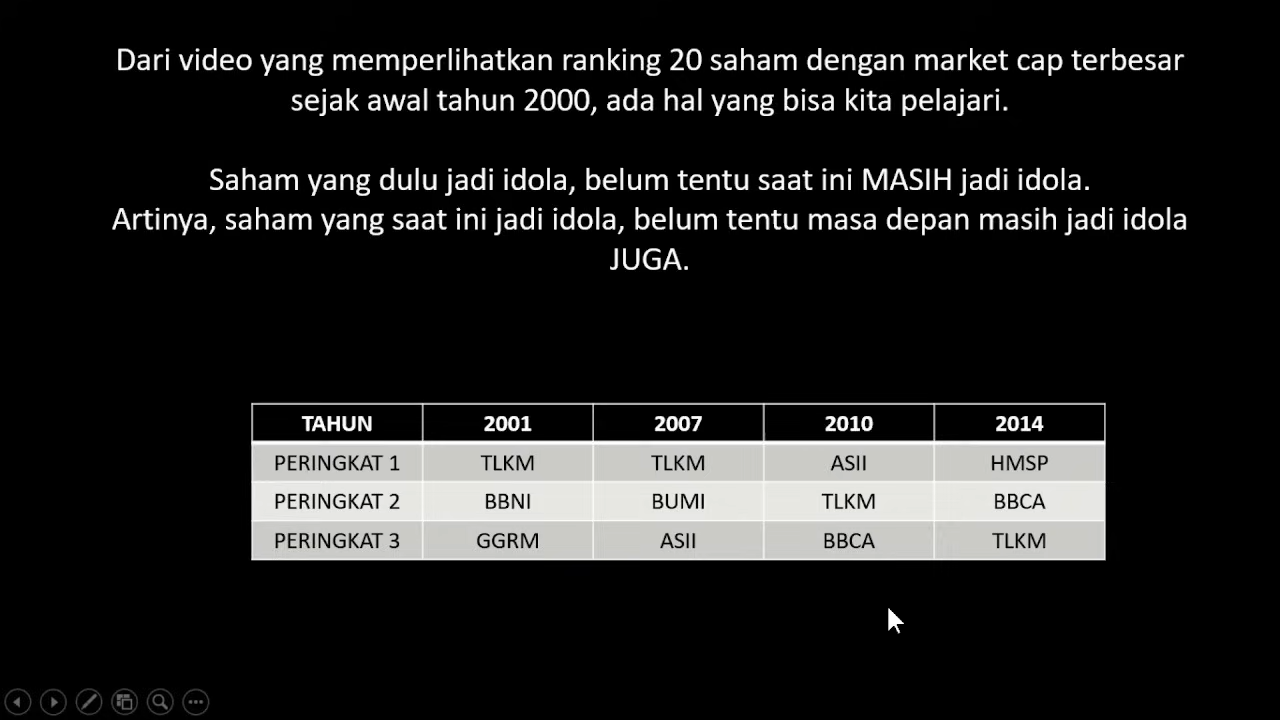 Dari video yang memperlihatkan ranking 20 saham dengan market cap terbesar
sejak awal tahun 2000, ada hal yang bisa kita pelajari.
Saham yang dulu jadi idola, belum tentu saat ini MASIH jadi idola.
Artinya, saham yang saat ini jadi idola, belum tentu masa depan masih jadi idola
JUGA.
TAHUN 2001 2007 2010 2014
PERINGKAT 1 TLKM TLKM ASII HMSP
PERINGKAT 2 BBNI BUMI TLKM BBCA
PERINGKAT 3 GGRM ASII BBCA TLKM